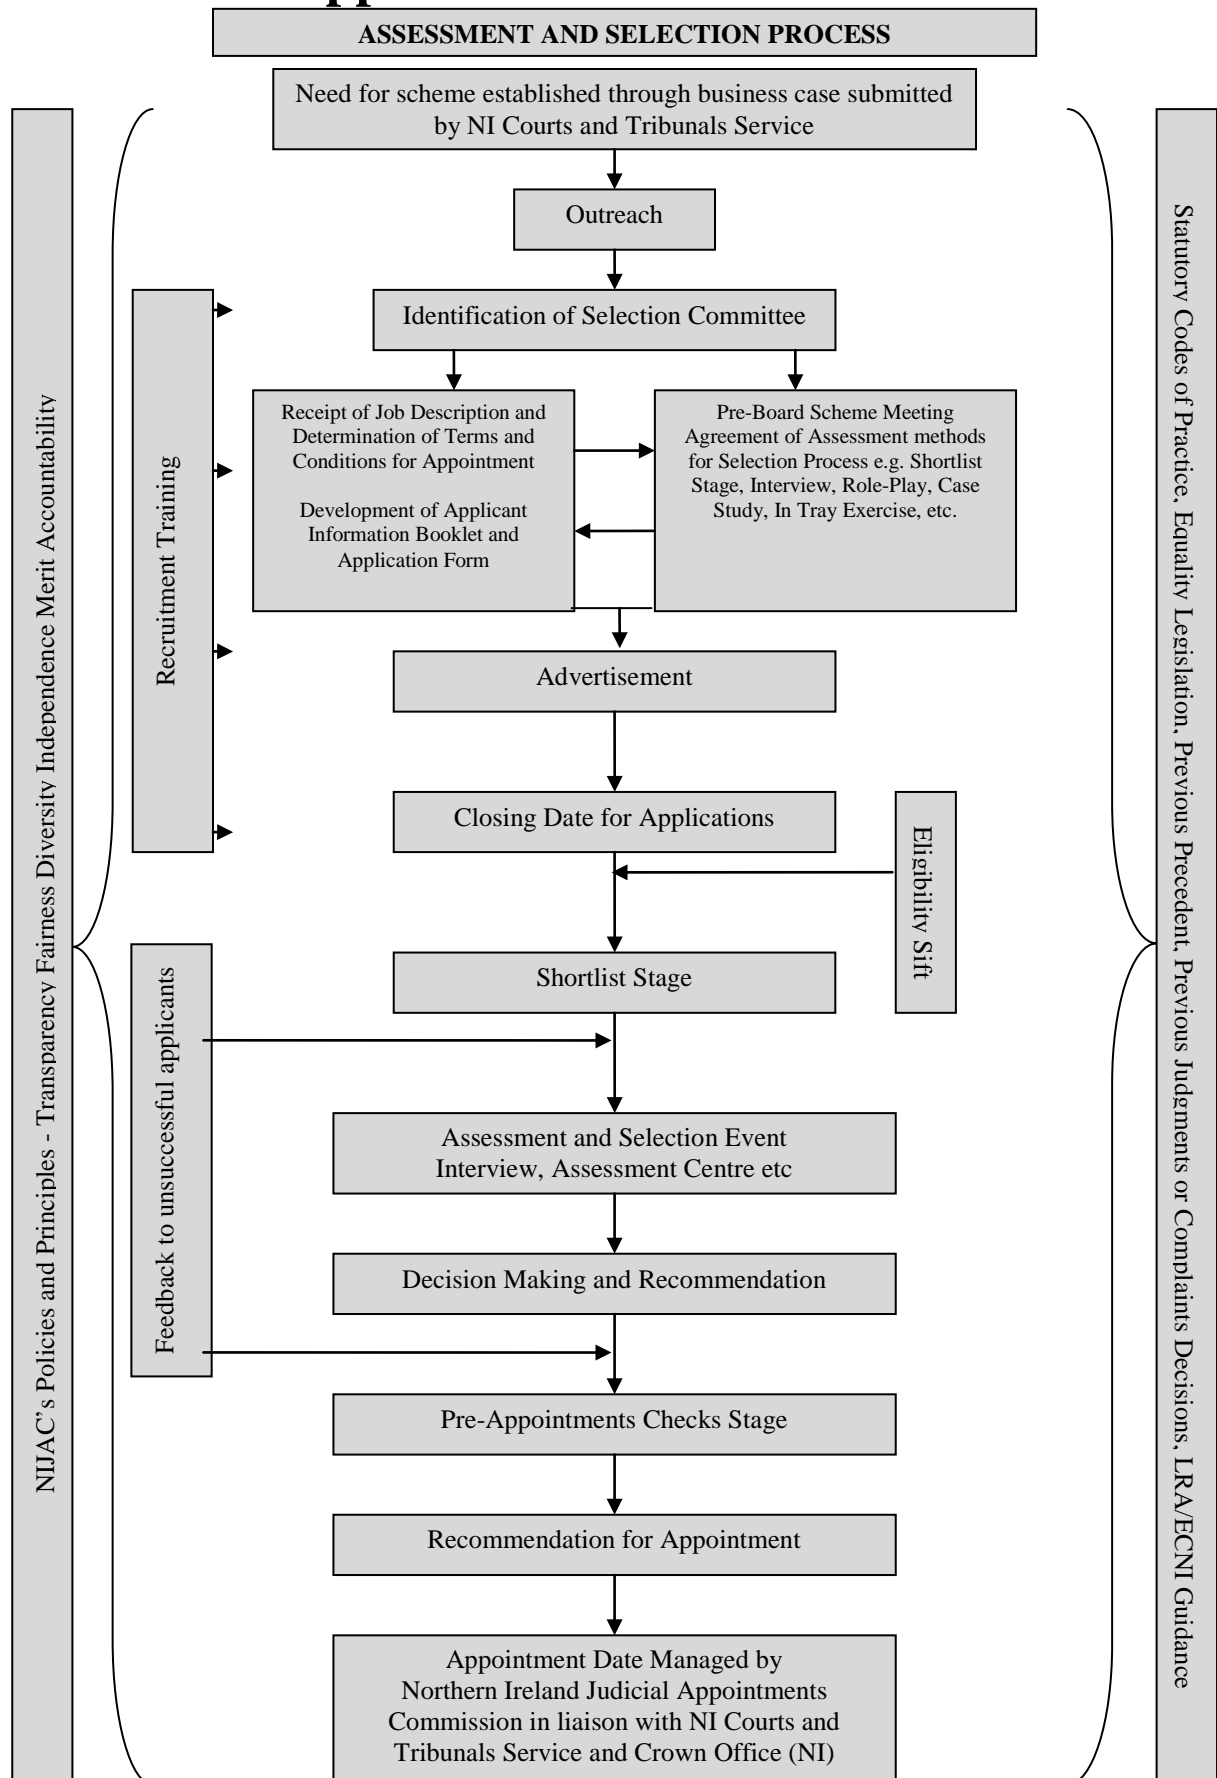 ASSESSMENT AND SELECTION PROCESS
Need for scheme established through business case submitted
by NI Courts and Tribunals Service
Outreach
Identification of Selection Committee
Receipt of Job Description and
Determination of Terms and
Conditions for Appointment
Development of Applicant
Information Booklet and
Application Form
Pre-Board Scheme Meeting
Agreement of Assessment methods
for Selection Process e.g. Shortlist
Stage, Interview, Role-Play, Case
Study, In Tray Exercise, etc.
Recruitment Training
Advertisement
Closing Date for Applications
Eligibility Sift
Shortlist Stage
Feedback to unsuccessful applicants
Assessment and Selection Event
Interview, Assessment Centre etc
Decision Making and Recommendation
Pre-Appointments Checks Stage
Recommendation for Appointment
Appointment Date Managed by
Northern Ireland Judicial Appointments
Commission in liaison with NI Courts and
Tribunals Service and Crown Office (NI)
NIJAC’s Policies and Principles - Transparency Fairness Diversity Independence Merit Accountability
Statutory Codes of Practice, Equality Legislation, Previous Precedent, Previous Judgments or Complaints Decisions, LRA/ECNI Guidance